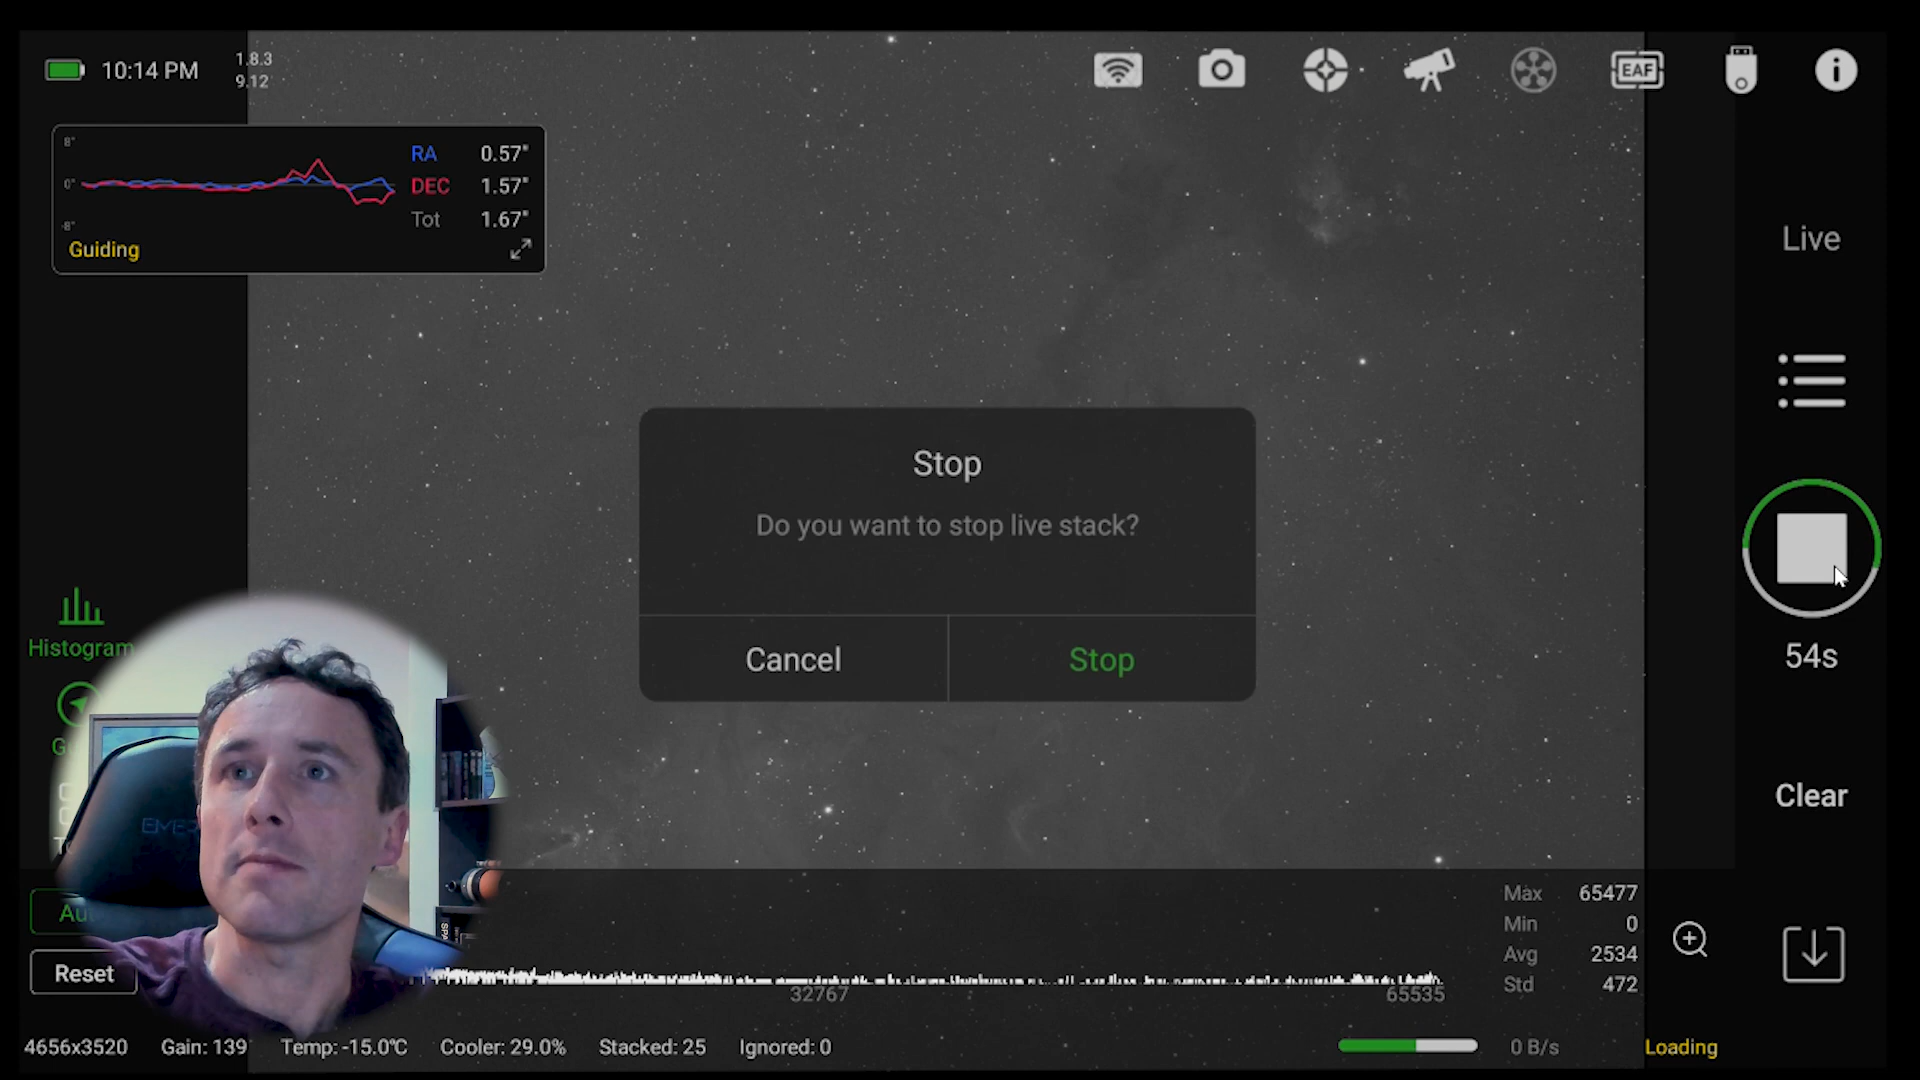 10:14 PM
1.8.3
9.12
EAF
8"
0"
-8"
RA 0.57"
DEC 1.57"
Tot 1.67"
Guiding
Live
Stop
Do you want to stop live stack?
Cancel
Stop
54s
Clear
Histogram
Reset
32767
65535
Max 65477
Min 0
Avg 2534
Std 472
4656x3520
Gain: 139
Temp: -15.0℃
Cooler: 29.0%
Stacked: 25
Ignored: 0
0 B/s
Loading